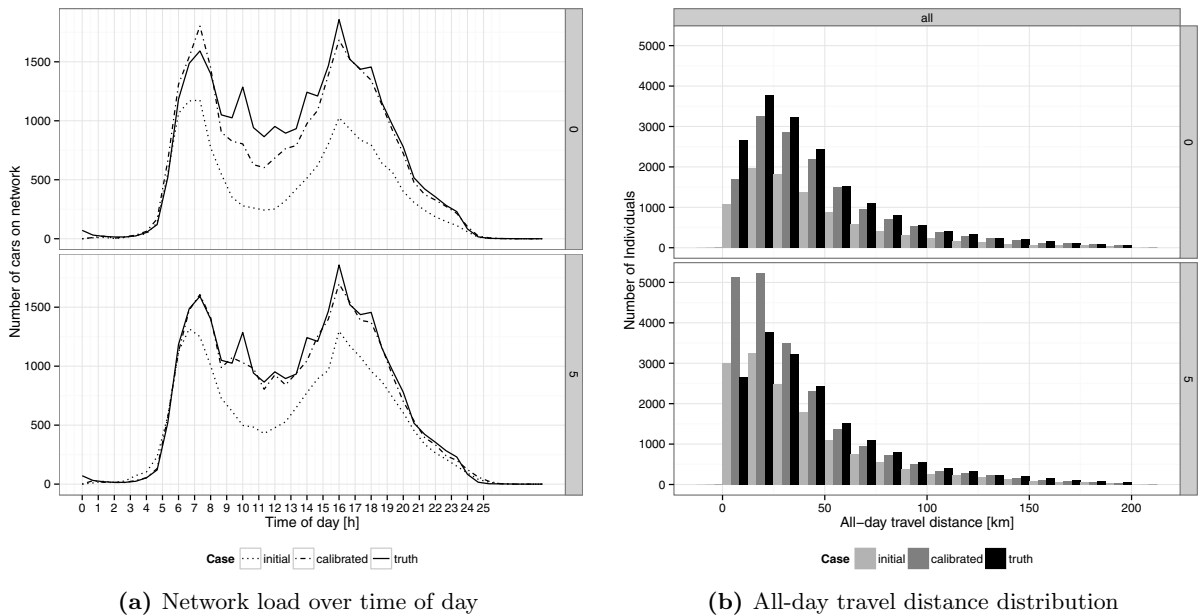 Number of cars on network
1500
1000
500
0
0
1500
1000
500
0
5
0 1 2 3 4 5 6 7 8 9 10 11 12 13 14 15 16 17 18 19 20 21 22 23 24 25
Time of day [h]
Case initial calibrated truth
(a) Network load over time of day
all
Number of Individuals
5000
4000
3000
2000
1000
0
0
5000
4000
3000
2000
1000
0
5
0 50 100 150 200
All−day travel distance [km]
Case initial calibrated truth
(b) All-day travel distance distribution